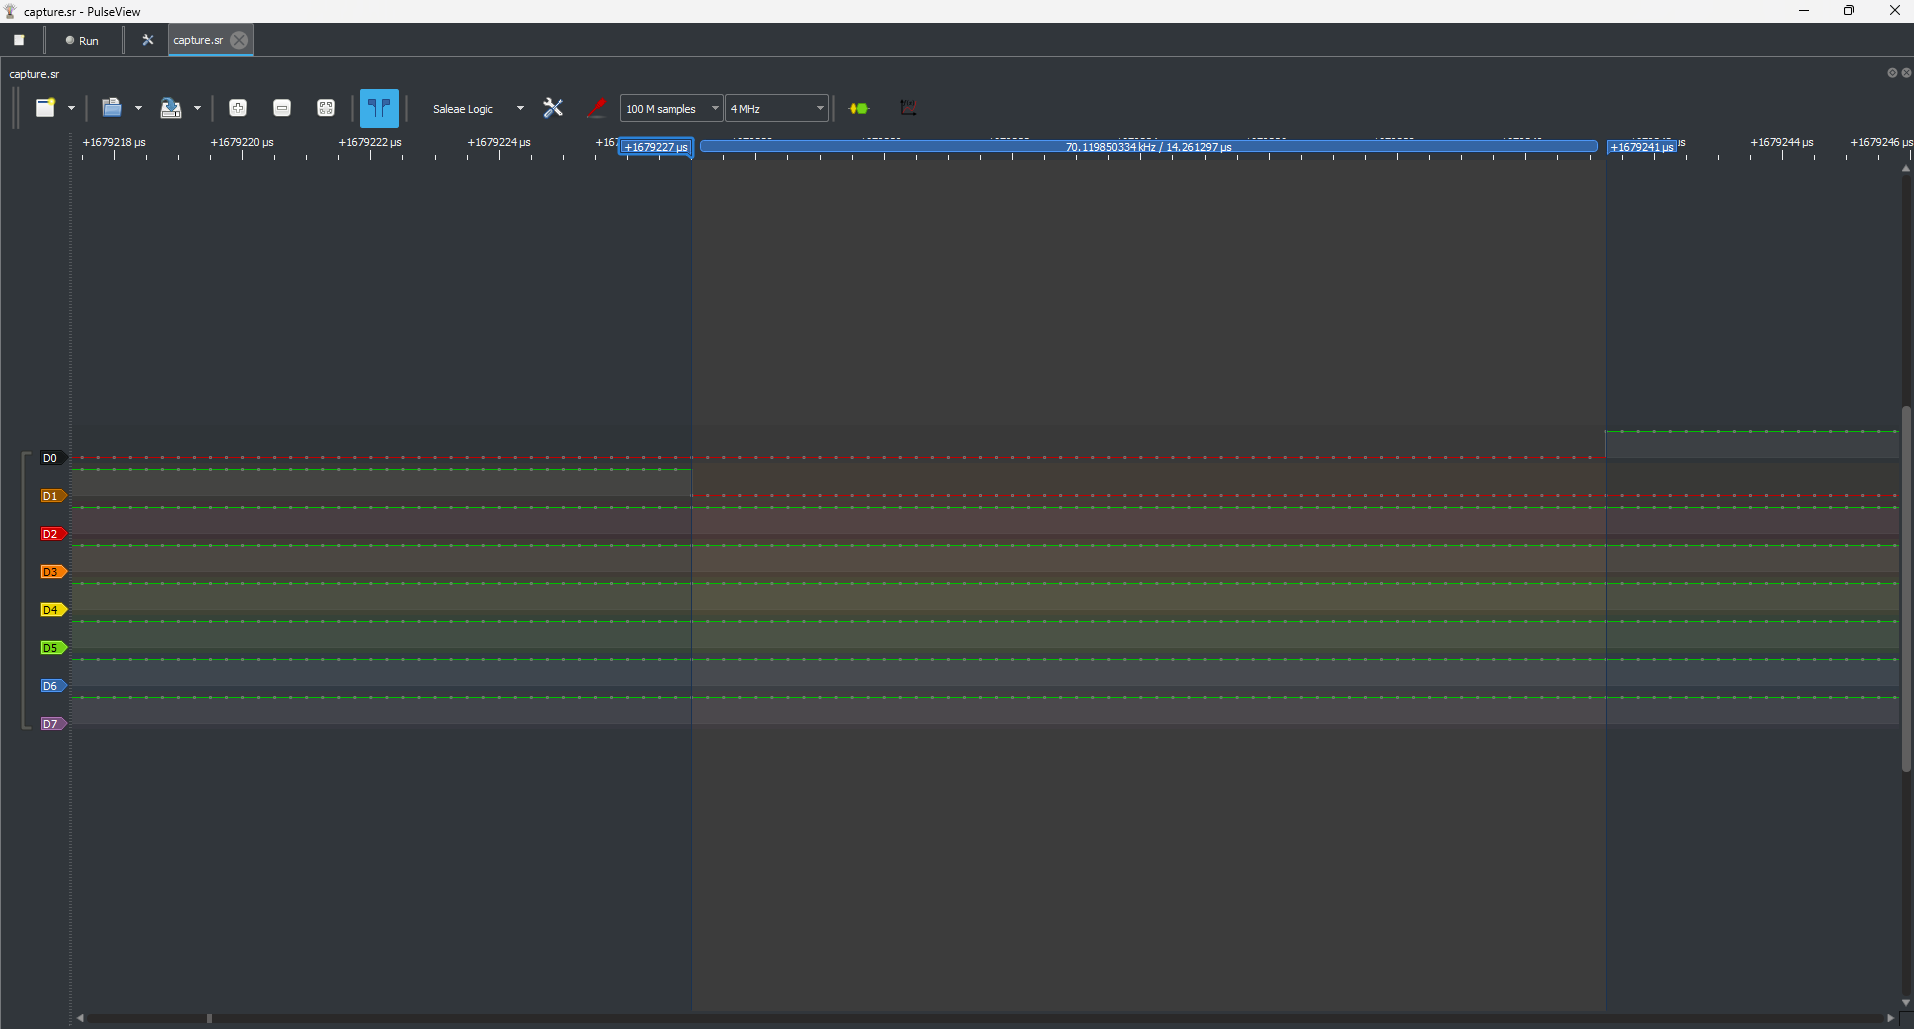 capture.sr - PulseView
Run
capture.sr
capture.sr
Saleae Logic
100 M samples
4 MHz
+1679218 µs +1679220 µs +1679222 µs +1679224 µs +1679227 µs 70.119850334 kHz / 14.261297 µs +1679241 µs +1679244 µs +1679246 µs
D0
D1
D2
D3
D4
D5
D6
D7